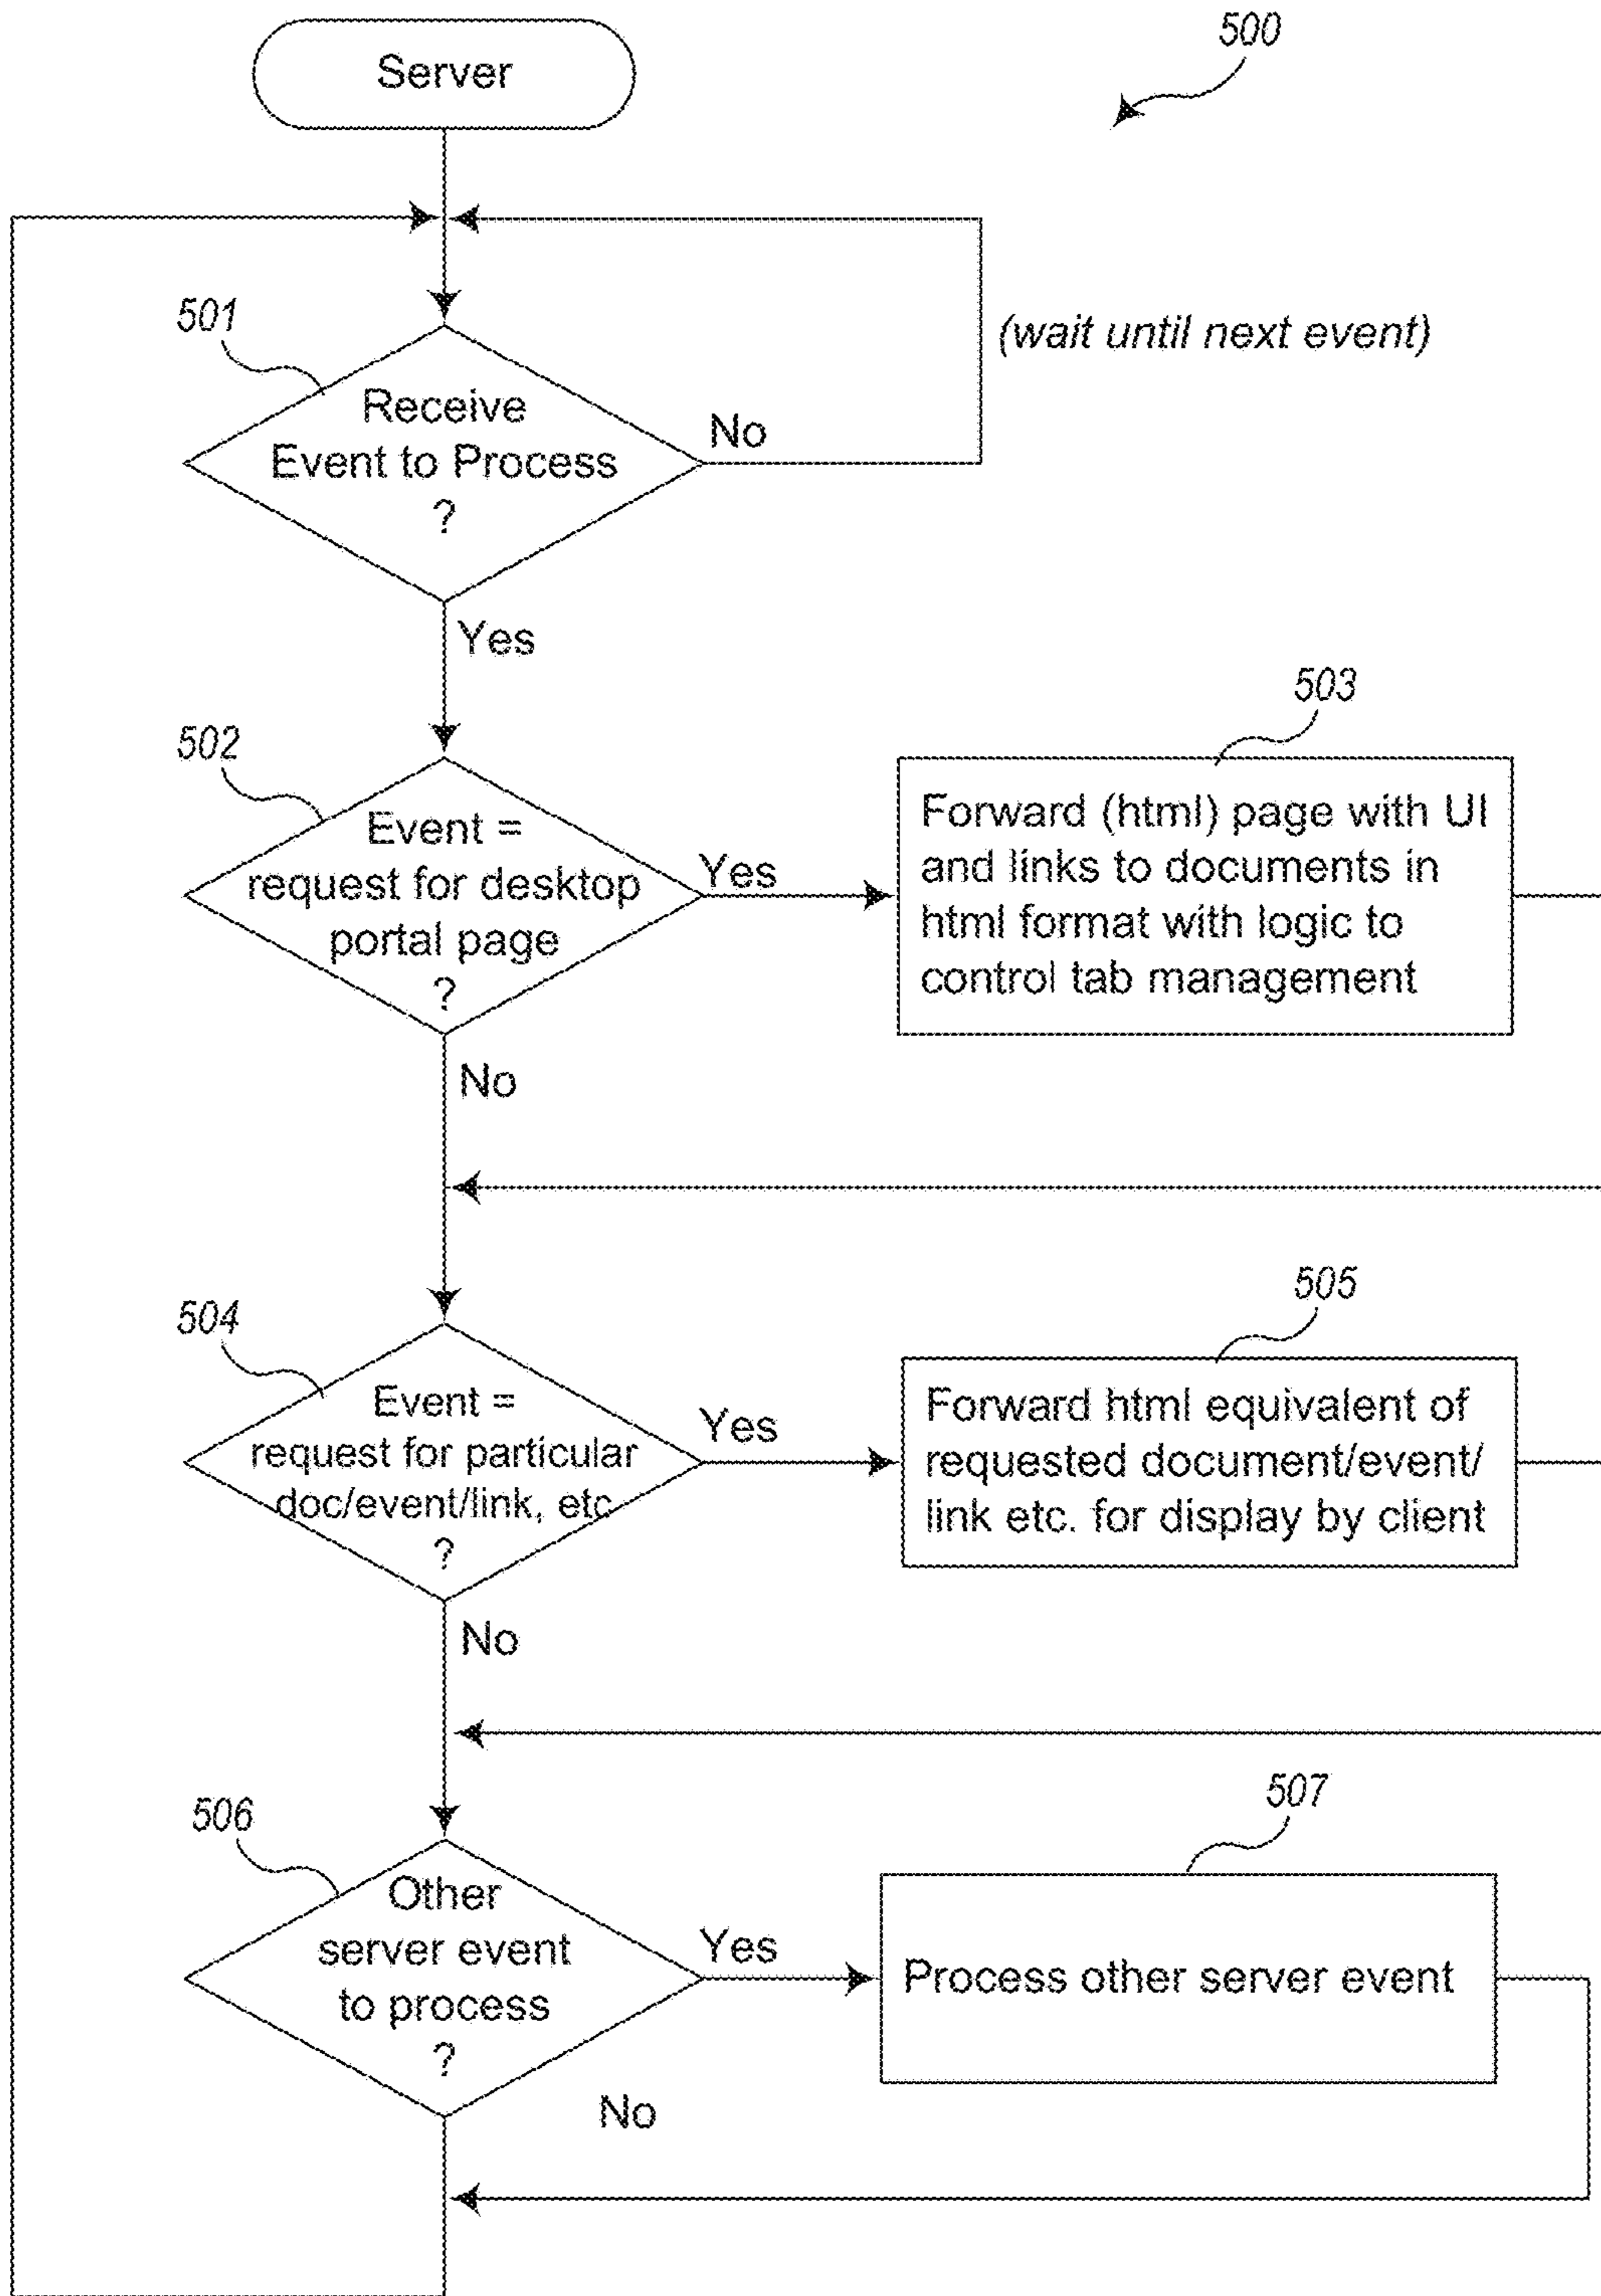 500
Server
501
(wait until next event)
Receive
Event to Process
?
No
Yes
502
503
Event =
request for desktop
portal page
?
Yes
Forward (html) page with UI
and links to documents in
html format with logic to
control tab management
No
504
505
Event =
request for particular
doc/event/link, etc
?
Yes
Forward html equivalent of
requested document/event/
link etc. for display by client
No
506
507
Other
server event
to process
?
Yes
Process other server event
No